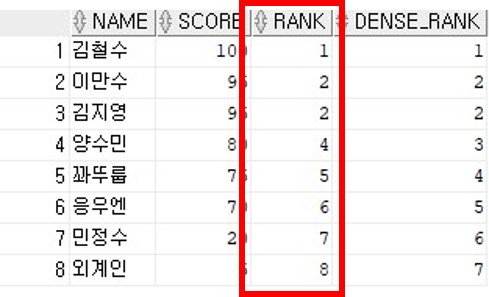 NAME SCORE RANK DENSE_RANK
1 김철수 100 1 1
2 이만수 95 2 2
3 김지영 95 2 2
4 양수민 80 4 3
5 꽈뚜룹 75 5 4
6 응우엔 70 6 5
7 민정수 20 7 6
8 외계인 5 8 7